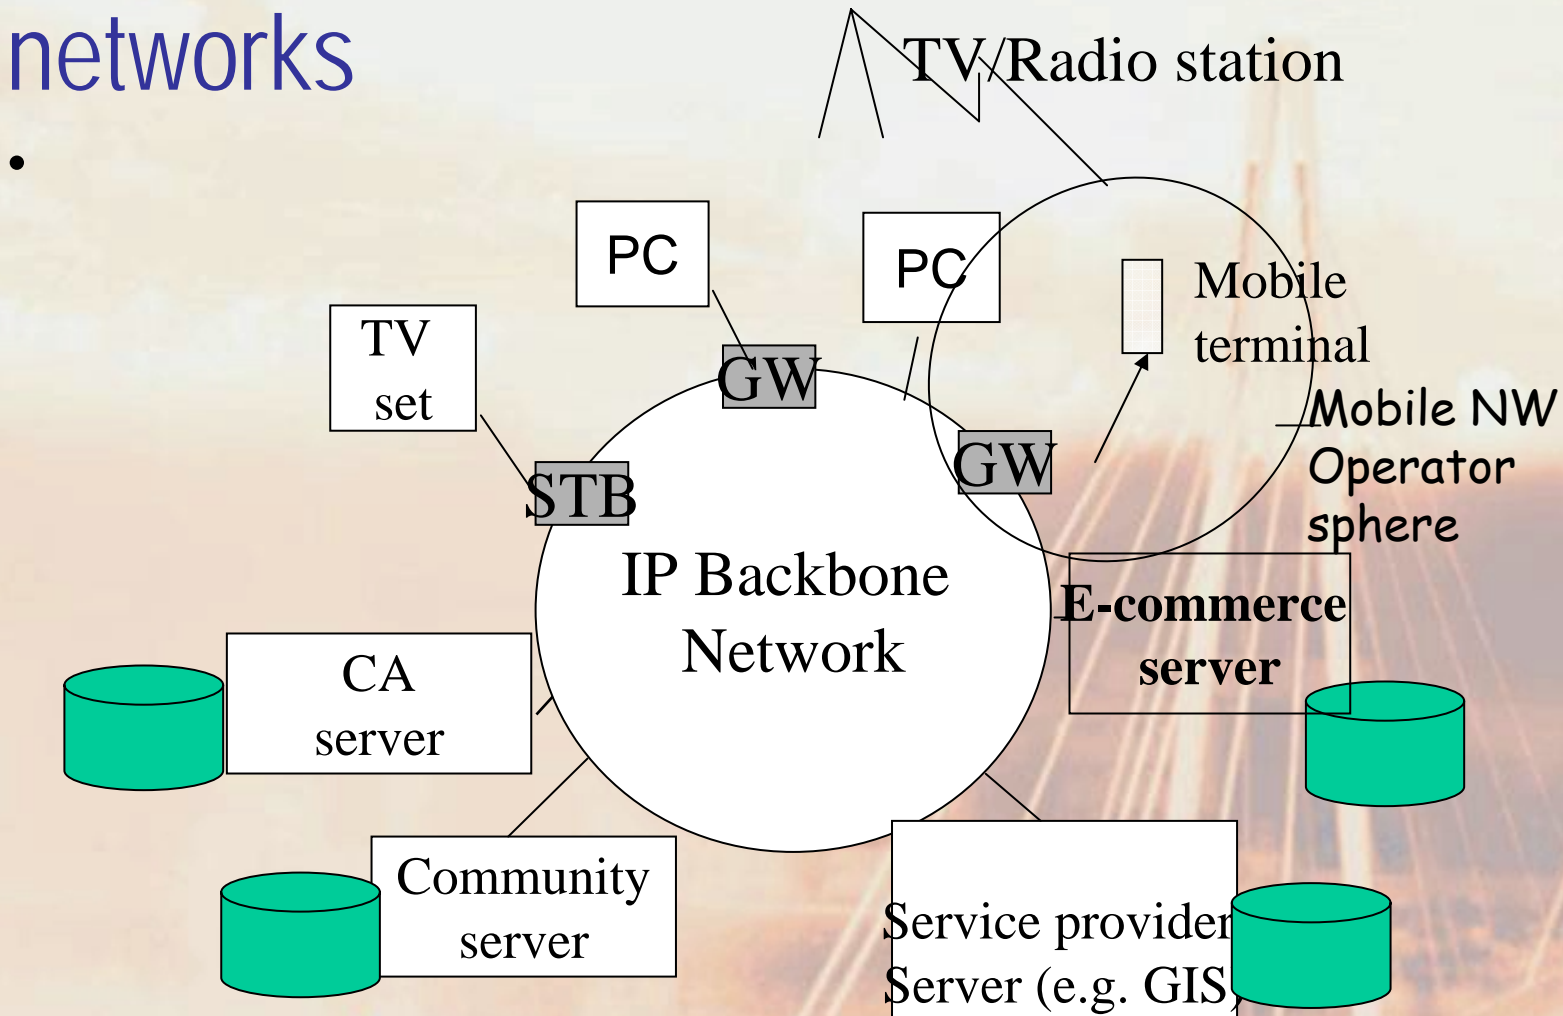 networks
•
TV/Radio station
PC
PC
Mobile
terminal
TV
set
GW
Mobile NW
Operator
sphere
GW
STB
IP Backbone
Network
E-commerce
server
CA
server
Community
server
Service provider
Server (e.g. GIS)